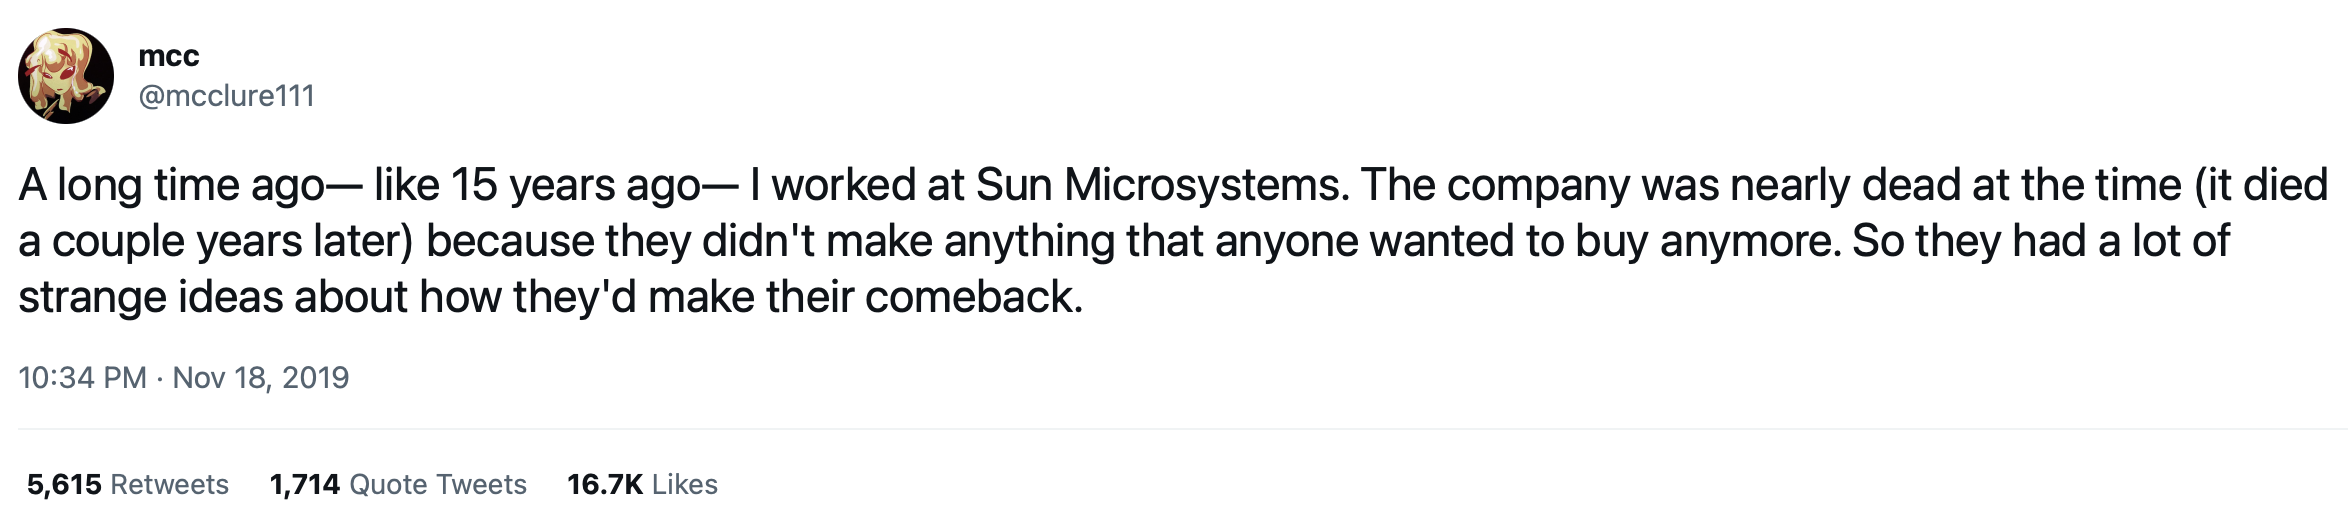 mcc
@mcclure111
A long time ago— like 15 years ago— I worked at Sun Microsystems. The company was nearly dead at the time (it died
a couple years later) because they didn't make anything that anyone wanted to buy anymore. So they had a lot of
strange ideas about how they'd make their comeback.
10:34 PM · Nov 18, 2019
5,615 Retweets 1,714 Quote Tweets 16.7K Likes